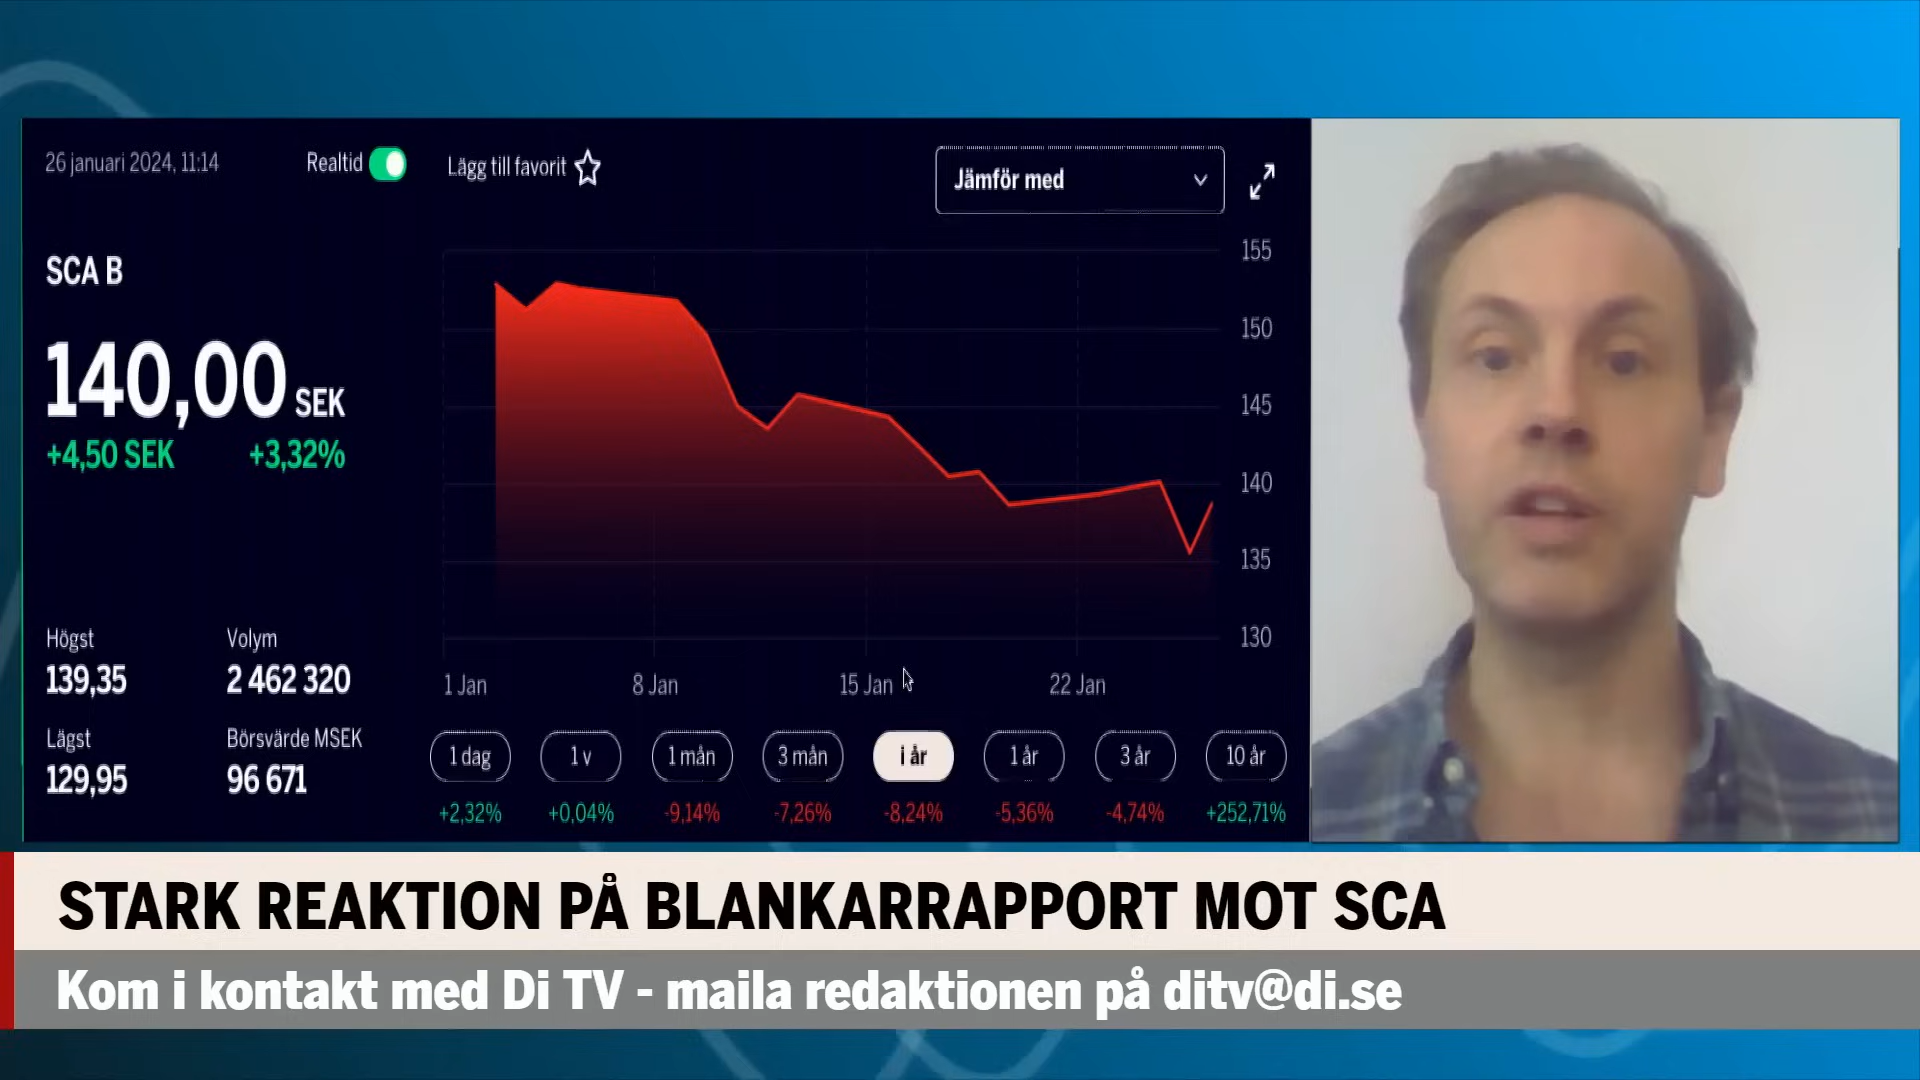 26 januari 2024, 11:14
Realtid
Lägg till favorit
Jämför med
SCA B
140,00 SEK
+4,50 SEK +3,32%
Högst Volym
139,35 2 462 320
Lägst Börsvärde MSEK
129,95 96 671
155
150
145
140
135
130
1 Jan 8 Jan 15 Jan 22 Jan
1 dag 1 v 1 mån 3 mån i år 1 år 3 år 10 år
+2,32% +0,04% -9,14% -7,26% -8,24% -5,36% -4,74% +252,71%
STARK REAKTION PÅ BLANKARRAPPORT MOT SCA
Kom i kontakt med Di TV - maila redaktionen på ditv@di.se